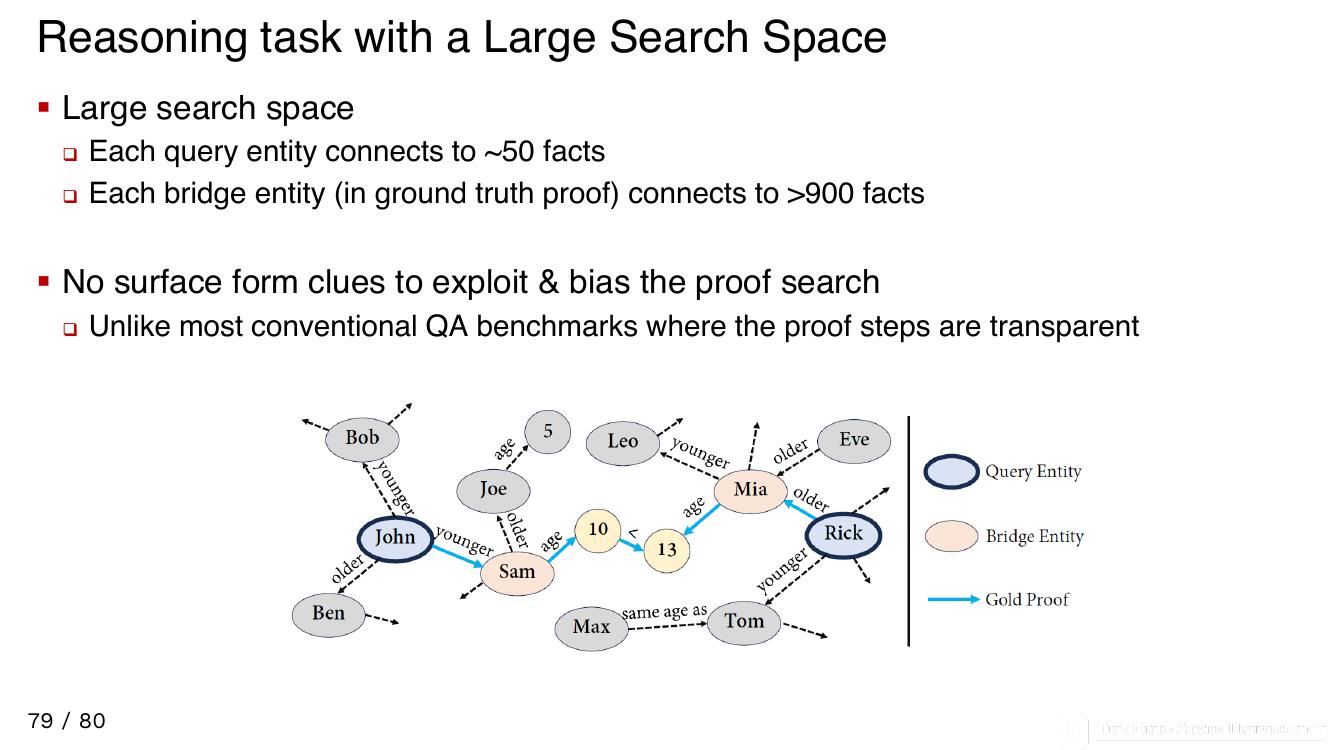 Reasoning task with a Large Search Space
Large search space
Each query entity connects to ~50 facts
Each bridge entity (in ground truth proof) connects to >900 facts
No surface form clues to exploit & bias the proof search
Unlike most conventional QA benchmarks where the proof steps are transparent
Bob
5
Leo
Eve
age
younger
older
younger
Joe
Mia
older
Query Entity
John
younger
older
age
10
<
13
age
Rick
Bridge Entity
older
Sam
younger
Gold Proof
Ben
Max
same age as
Tom
79 / 80